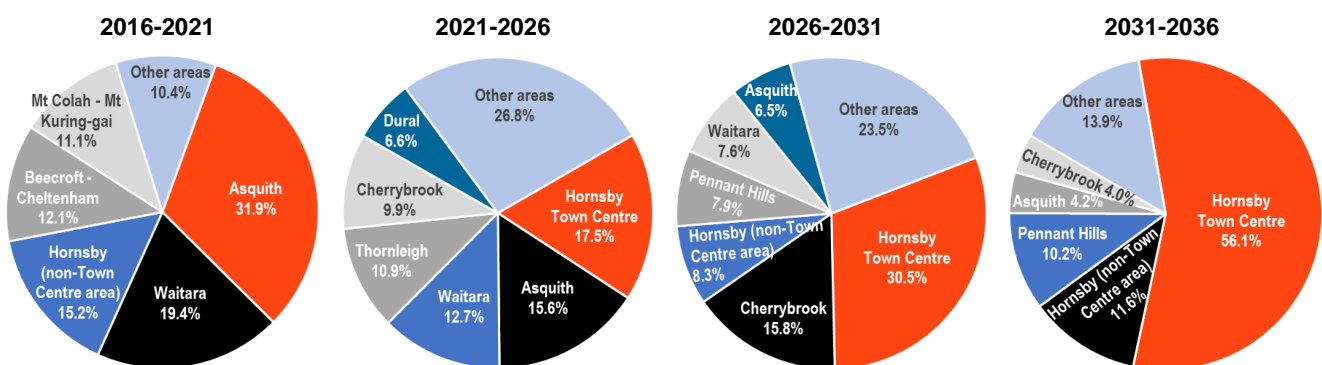 2016-2021
Other areas
10.4%
Asquith
31.9%
Waitara
19.4%
Hornsby
(non-Town
Centre area)
15.2%
Beecroft -
Cheltenham
12.1%
Mt Colah - Mt
Kuring-gai
11.1%
2021-2026
Other areas
26.8%
Hornsby
Town Centre
17.5%
Asquith
15.6%
Waitara
12.7%
Thornleigh
10.9%
Cherrybrook
9.9%
Dural
6.6%
2026-2031
Other areas
23.5%
Hornsby
Town Centre
30.5%
Cherrybrook
15.8%
Hornsby (non-Town
Centre area)
8.3%
Pennant Hills
7.9%
Waitara
7.6%
Asquith
6.5%
2031-2036
Other areas
13.9%
Hornsby
Town Centre
56.1%
Hornsby (non-Town
Centre area)
11.6%
Pennant Hills
10.2%
Asquith 4.2%
Cherrybrook 4.0%